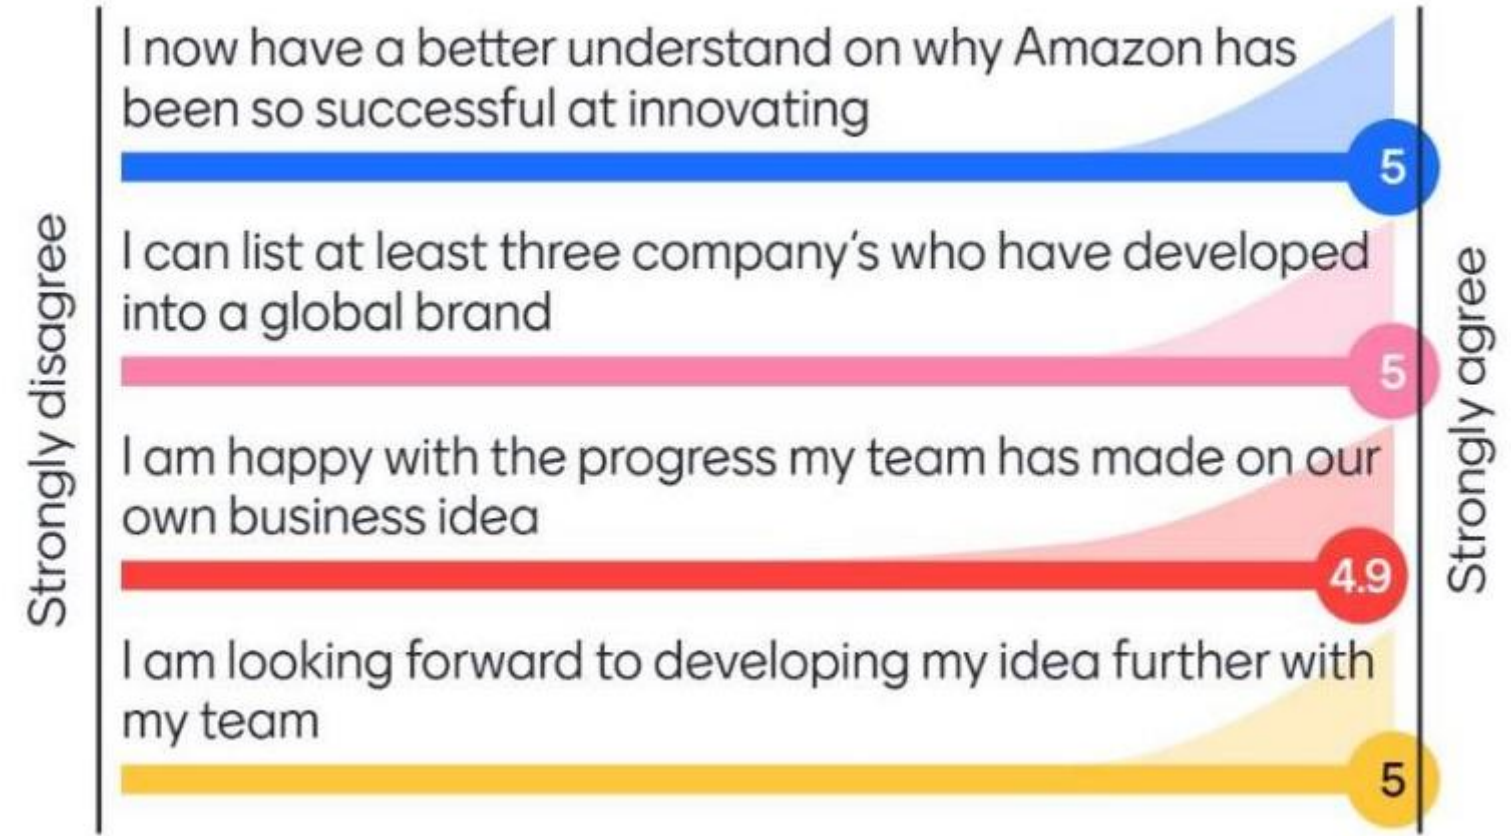 Strongly disagree
I now have a better understand on why Amazon has
been so successful at innovating
5
I can list at least three company's who have developed
into a global brand
5
I am happy with the progress my team has made on our
own business idea
4.9
I am looking forward to developing my idea further with
my team
5
Strongly agree